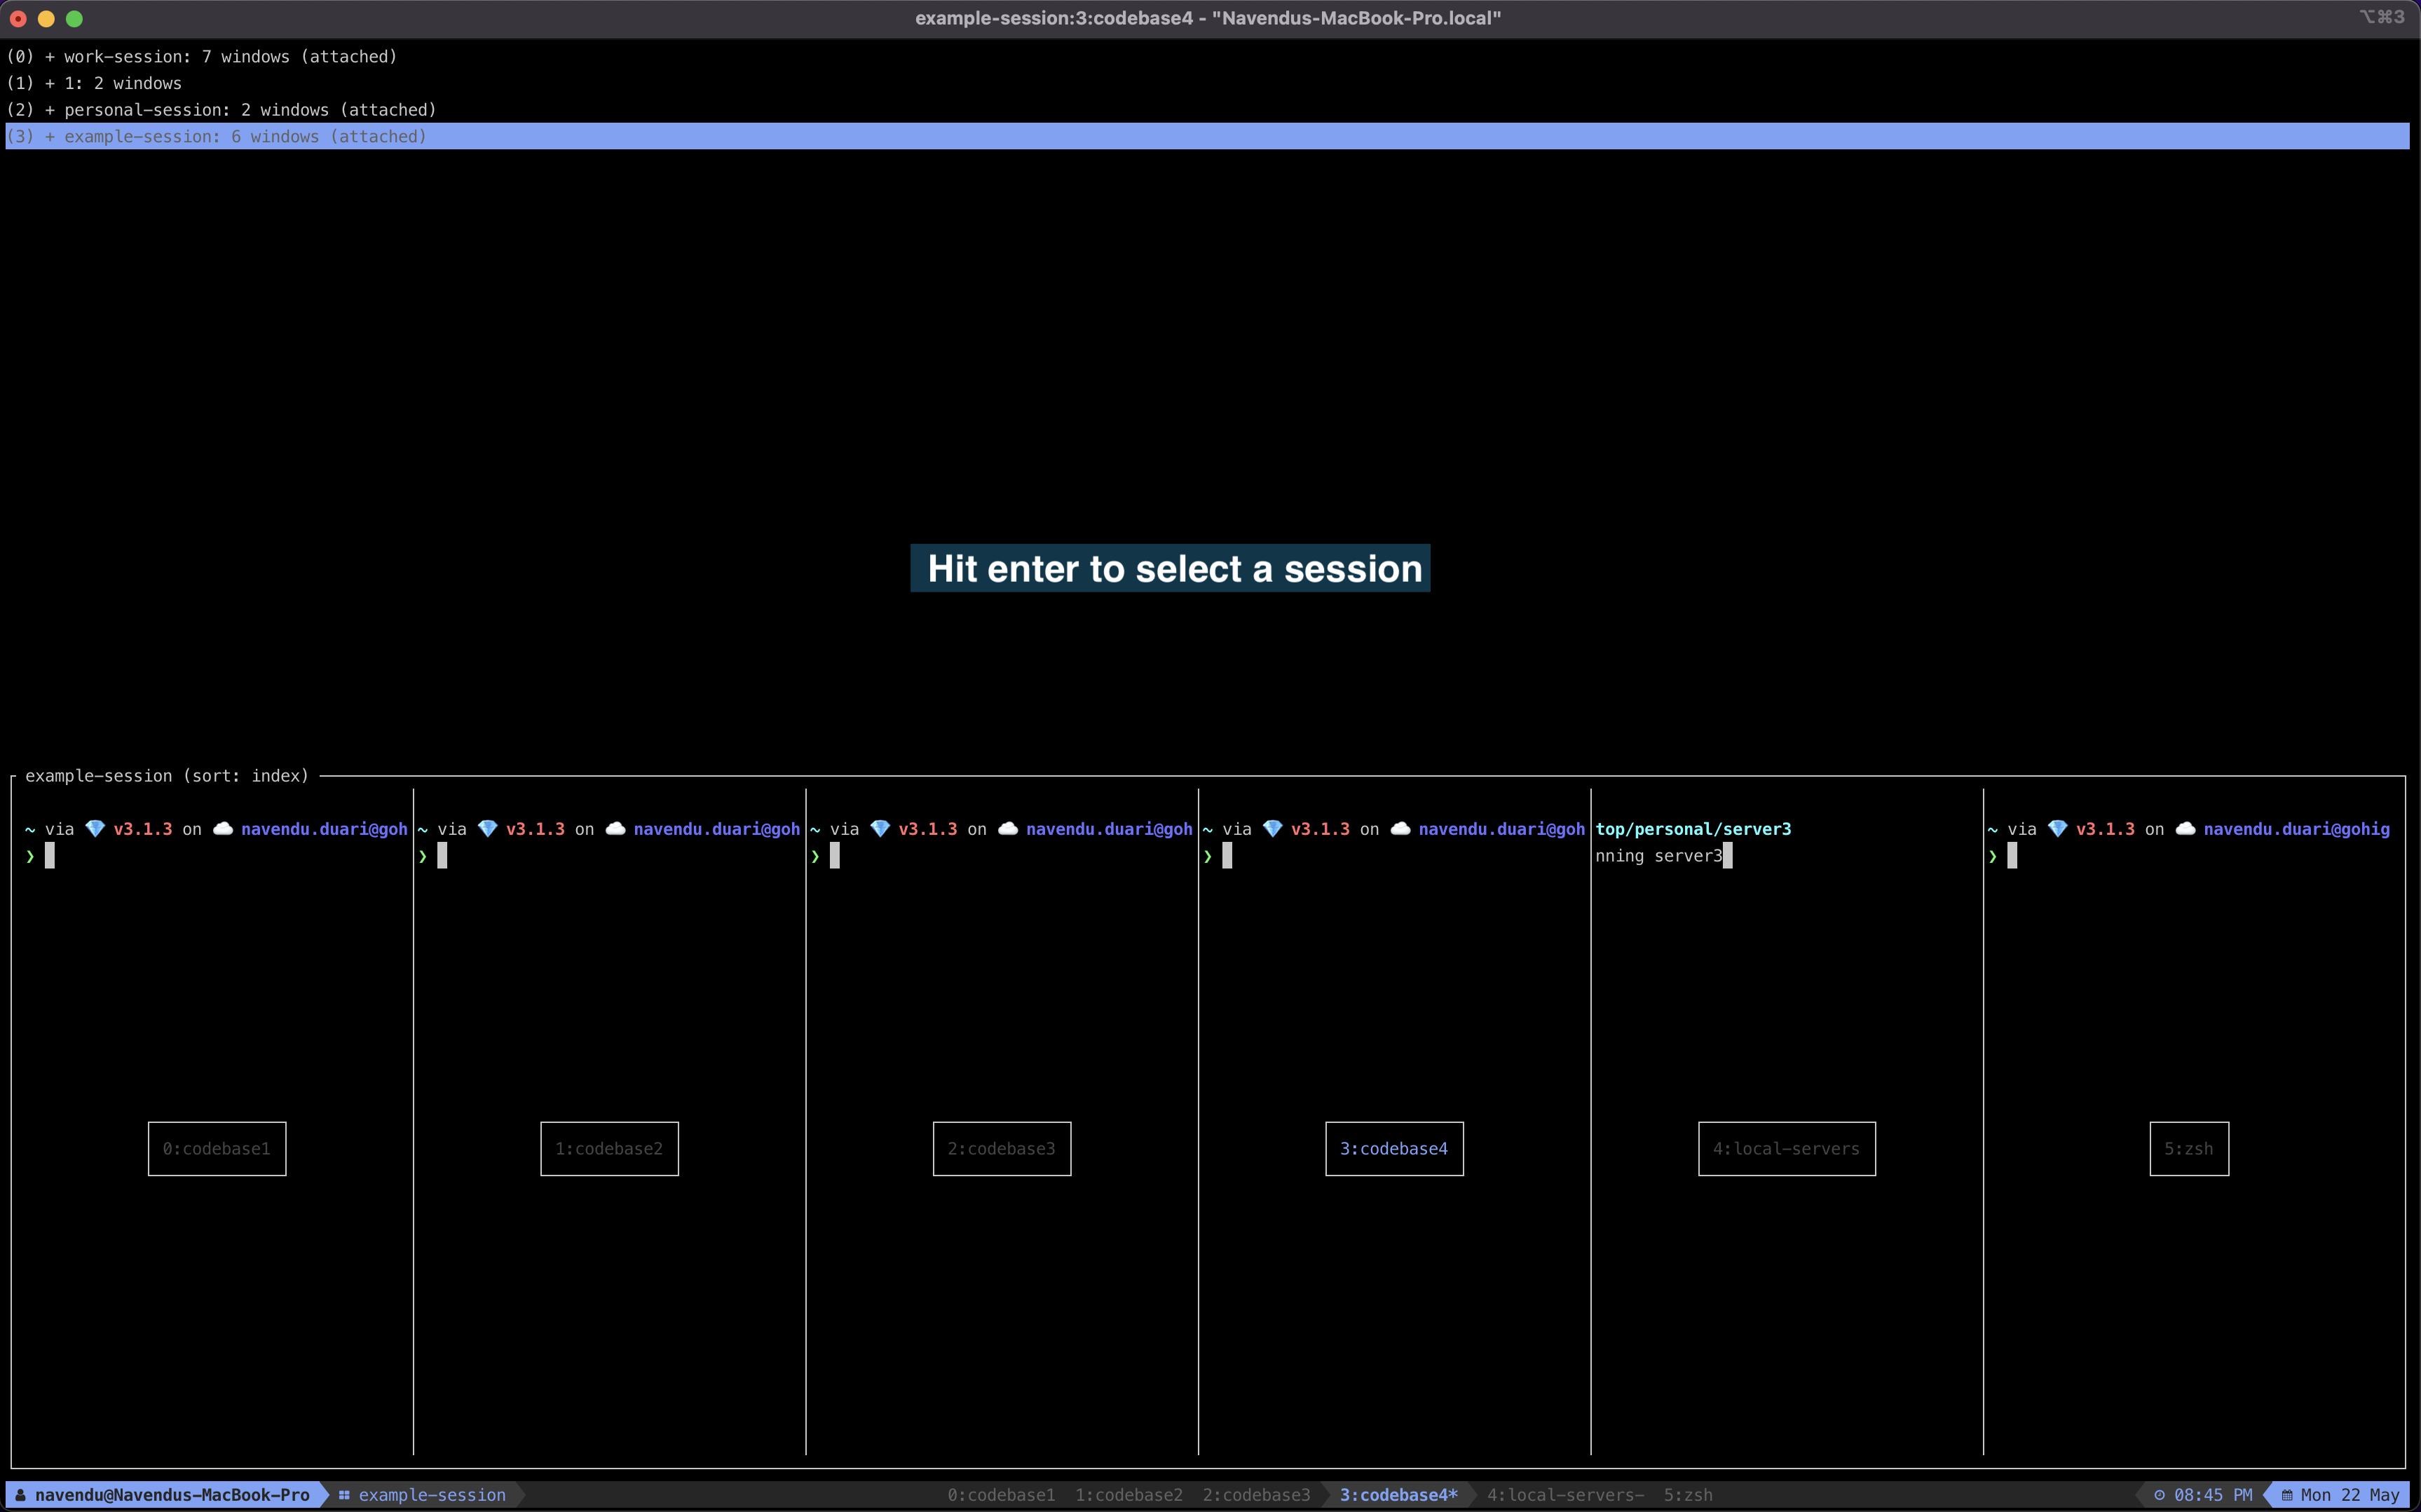 example-session:3:codebase4 - "Navendus-MacBook-Pro.local"
⌥⌘3
(0) + work-session: 7 windows (attached)
(1) + 1: 2 windows
(2) + personal-session: 2 windows (attached)
(3) + example-session: 6 windows (attached)
Hit enter to select a session
example-session (sort: index)
~ via 💎 v3.1.3 on ☁️ navendu.duari@goh
❯
~ via 💎 v3.1.3 on ☁️ navendu.duari@goh
❯
~ via 💎 v3.1.3 on ☁️ navendu.duari@goh
❯
~ via 💎 v3.1.3 on ☁️ navendu.duari@goh
❯
top/personal/server3
nning server3
~ via 💎 v3.1.3 on ☁️ navendu.duari@gohig
❯
0:codebase1
1:codebase2
2:codebase3
3:codebase4
4:local-servers
5:zsh
navendu@Navendus-MacBook-Pro example-session 0:codebase1 1:codebase2 2:codebase3 3:codebase4* 4:local-servers- 5:zsh 08:45 PM Mon 22 May